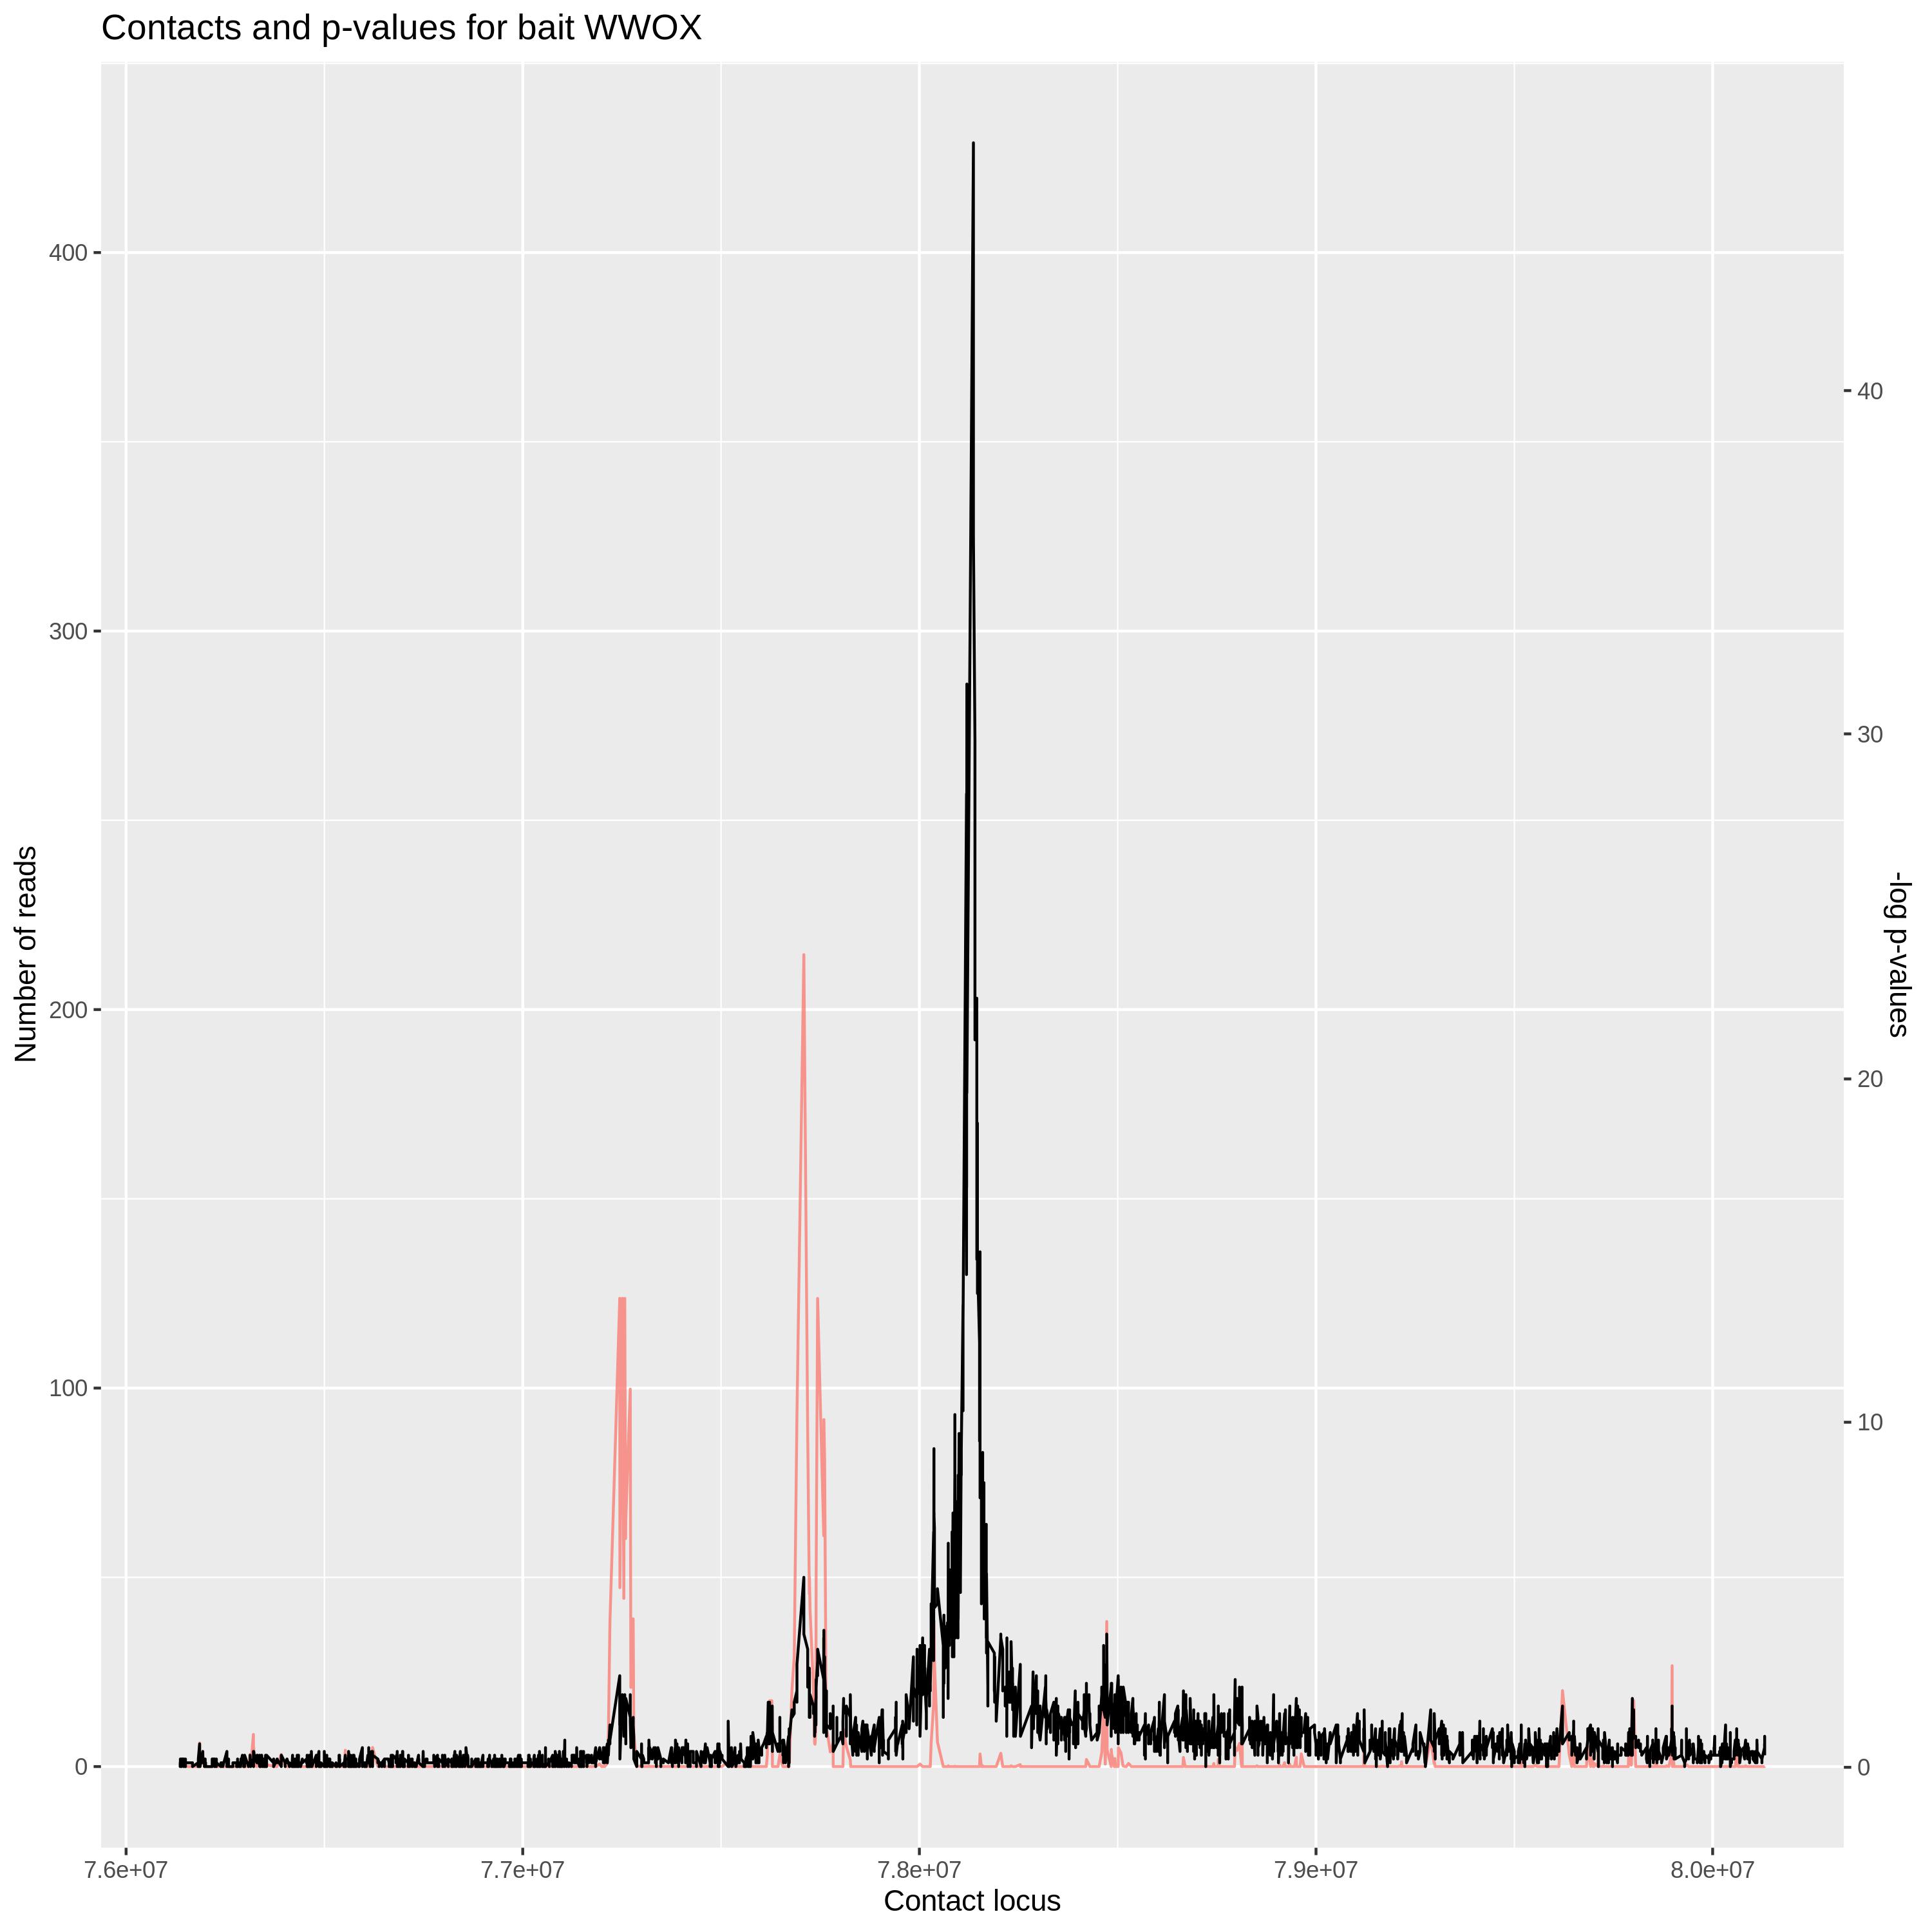 Contacts and p-values for bait WWOX
400
300
200
100
0
Number of reads
40
30
20
10
0
-log p-values
7.6e+07 7.7e+07 7.8e+07 7.9e+07 8.0e+07
Contact locus